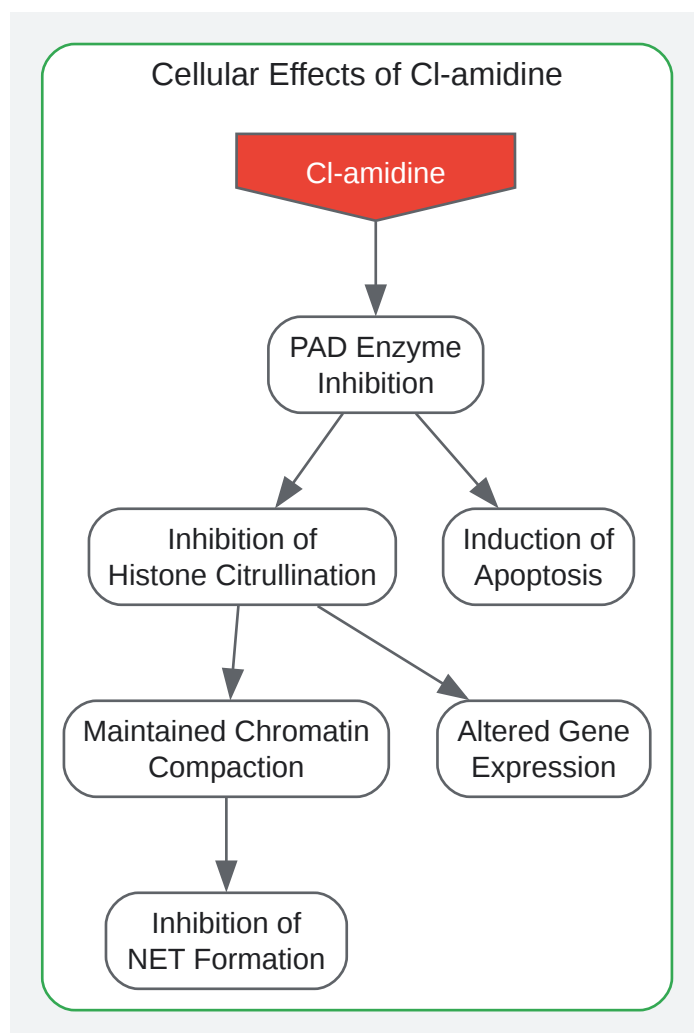 Cellular Effects of Cl-amidine
Cl-amidine
PAD Enzyme
Inhibition
Inhibition of
Histone Citrullination
Induction of
Apoptosis
Maintained Chromatin
Compaction
Altered Gene
Expression
Inhibition of
NET Formation